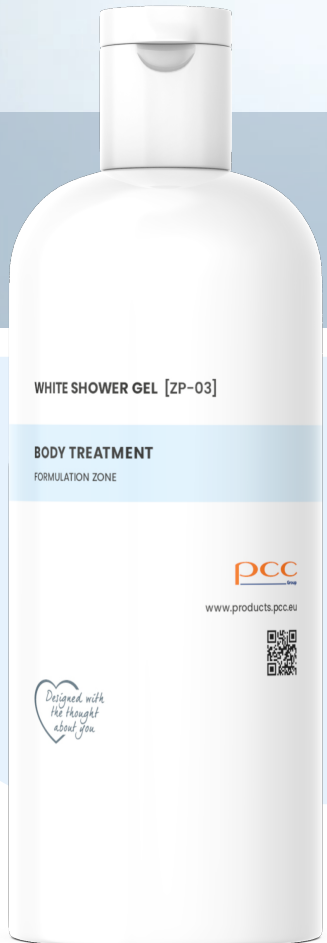 WHITE SHOWER GEL [ZP-03]
BODY TREATMENT
FORMULATION ZONE
pcc
Group
www.products.pcc.eu
Designed with
the thought
about you